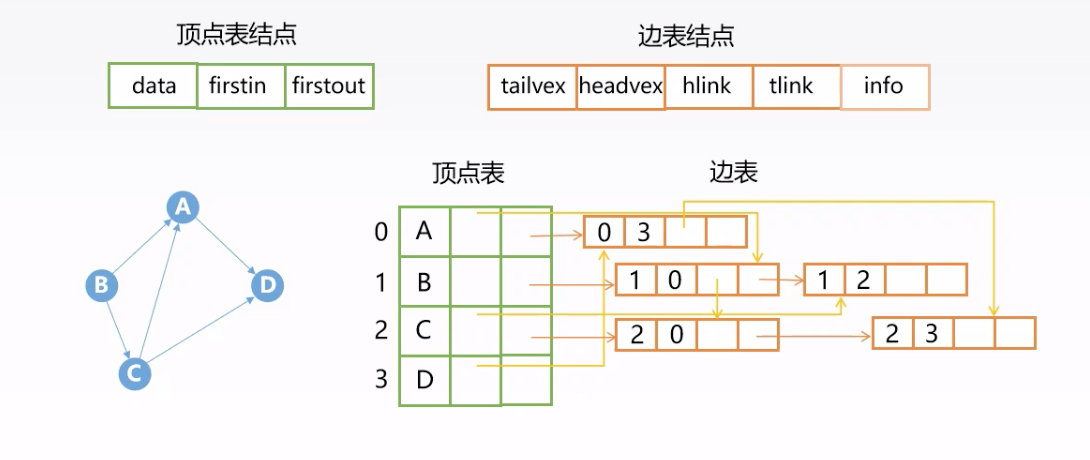 顶点表结点 边表结点
data firstin firstout tailvex headvex hlink tlink info
顶点表 边表
A
0 A 0 3
B D
1 B 1 0 1 2
2 C 2 0 2 3
C
3 D